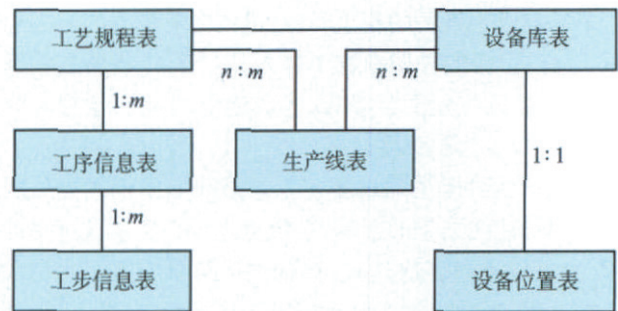 工艺规程表
设备库表
n:m
n:m
1:m
工序信息表
生产线表
1:1
1:m
工步信息表
设备位置表